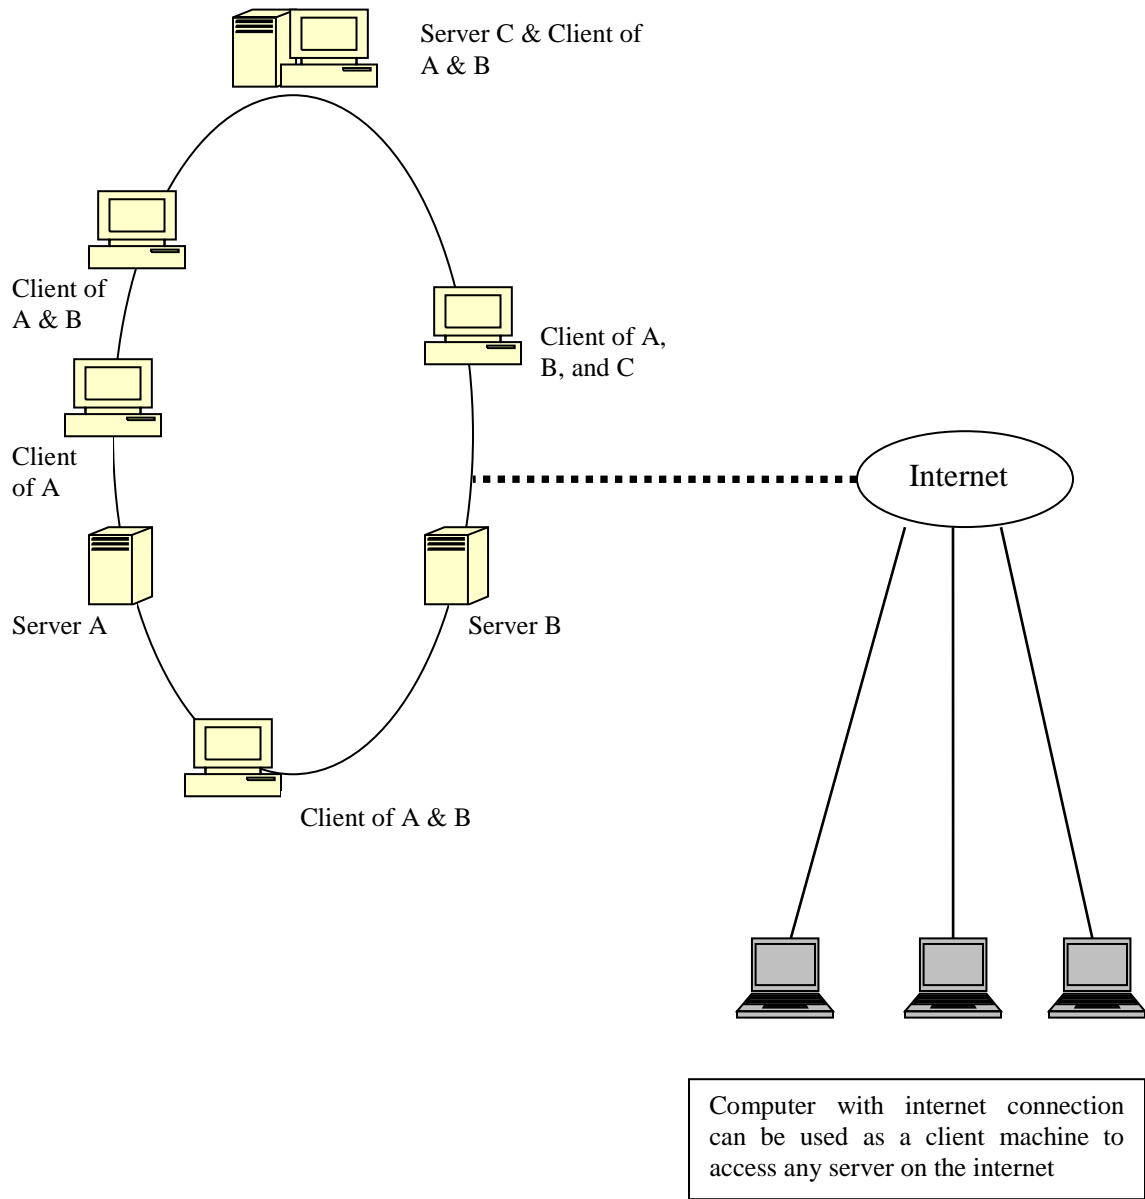 Server C & Client of
A & B
Client of
A & B
Client of A,
B, and C
Client
of A
Internet
Server A
Server B
Client of A & B
Computer with internet connection
can be used as a client machine to
access any server on the internet